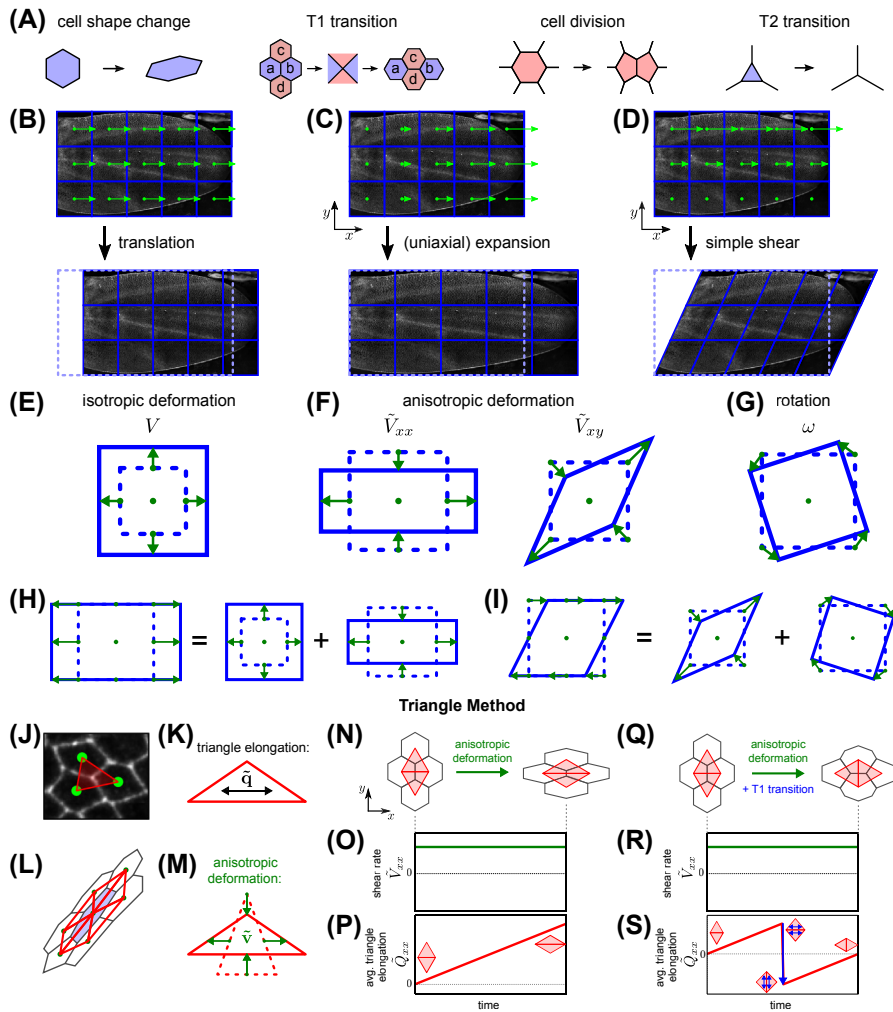 (A)
cell shape change
T1 transition
cell division
T2 transition
c
a b
d
c
a b
d
(B)
(C)
(D)
y
x
y
x
translation
(uniaxial) expansion
simple shear
(E)
isotropic deformation
V
(F)
anisotropic deformation
Ṽxx
Ṽxy
(G)
rotation
ω
(H)
=
+
(I)
=
+
Triangle Method
(J)
(K)
triangle elongation:
q̃
(N)
anisotropic
deformation
y
x
(Q)
anisotropic
deformation
+ T1 transition
(L)
(M)
anisotropic
deformation:
ṽ
(O)
shear rate
Ṽxx
0
(R)
shear rate
Ṽxx
0
(P)
avg. triangle
elongation
Q̃xx
0
time
(S)
avg. triangle
elongation
Q̃xx
0
time